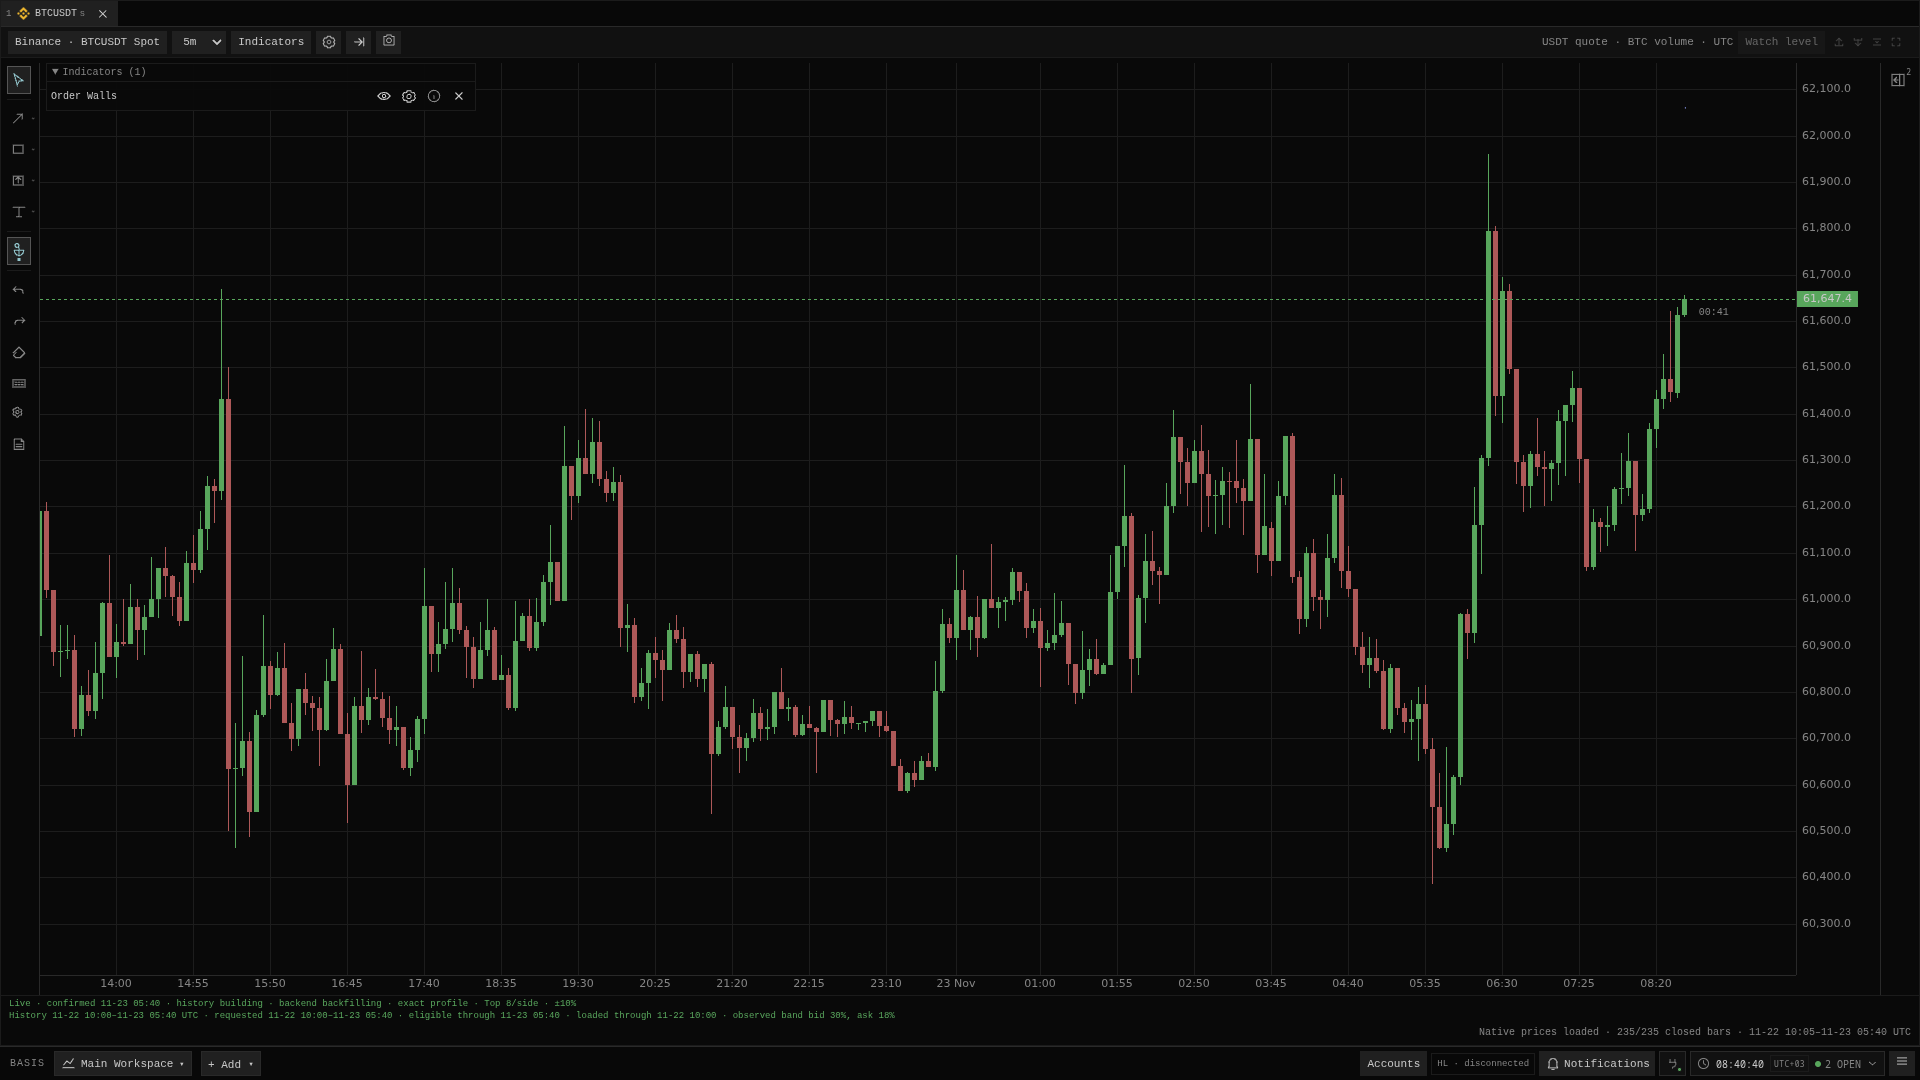 1 BTCUSDT S
Binance · BTCUSDT Spot 5m Indicators
USDT quote · BTC volume · UTC Watch level
Indicators (1)
Order Walls
2
62,100.0
62,000.0
61,900.0
61,800.0
61,700.0
61,647.4
00:41
61,600.0
61,500.0
61,400.0
61,300.0
61,200.0
61,100.0
61,000.0
60,900.0
60,800.0
60,700.0
60,600.0
60,500.0
60,400.0
60,300.0
14:00 14:55 15:50 16:45 17:40 18:35 19:30 20:25 21:20 22:15 23:10 23 Nov 01:00 01:55 02:50 03:45 04:40 05:35 06:30 07:25 08:20
Live · confirmed 11-23 05:40 · history building · backend backfilling · exact profile · Top 8/side · ±10%
History 11-22 10:00–11-23 05:40 UTC · requested 11-22 10:00–11-23 05:40 · eligible through 11-23 05:40 · loaded through 11-22 10:00 · observed band bid 30%, ask 18%
Native prices loaded · 235/235 closed bars · 11-22 10:05–11-23 05:40 UTC
BASIS Main Workspace + Add Accounts HL · disconnected Notifications 08:40:40 UTC+03 2 OPEN